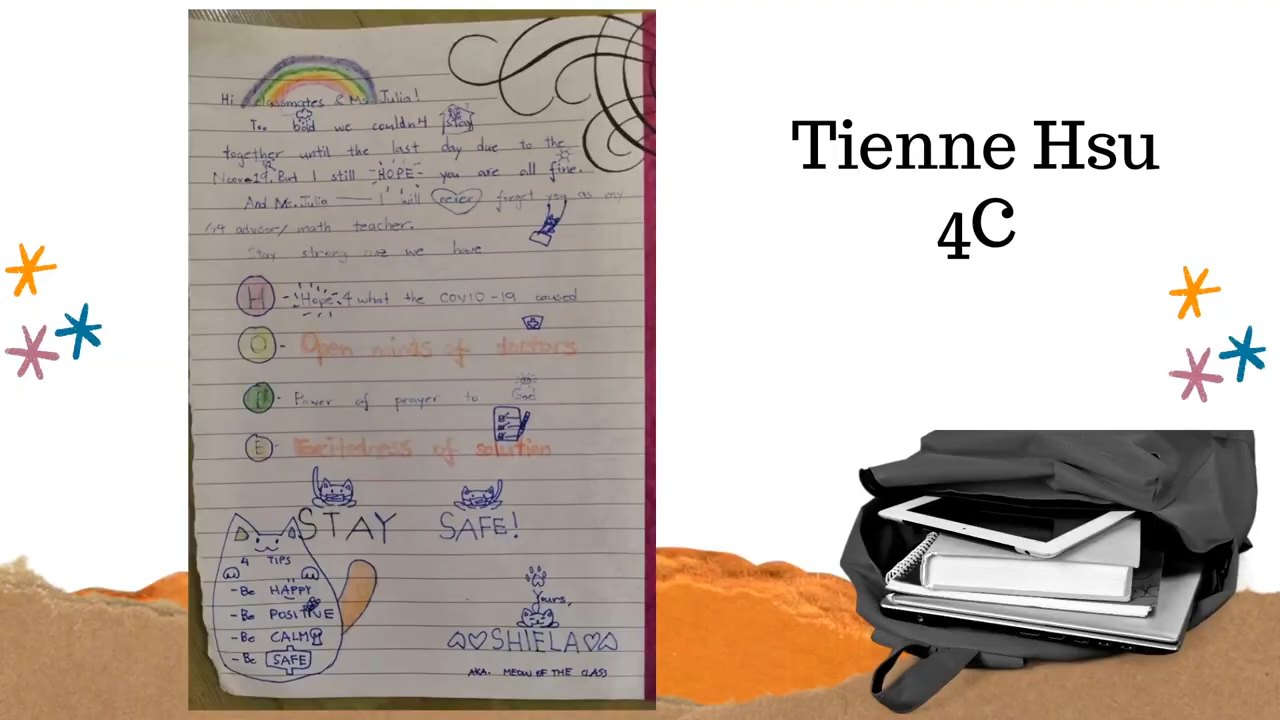 Hi classmates & Ms. Julia!
Too bad we couldn4 stay
together until the last day due to the
Ncove19. But I still -HOPE- you are all fine.
And Ms. Julia — I will never forget you as my
advisor/ math teacher.
Stay strong cuz we have
H - Hope 4 what the COVID-19 caused
O - Open minds of doctors
P - Power of prayer to God
E - Exitedness of solution
STAY SAFE!
4 TIPS
- Be HAPPY
- Be POSITIVE
- Be CALM
- Be SAFE
Yours,
SHIELA
AKA. MEOW OF THE CLASS
Tienne Hsu
4C